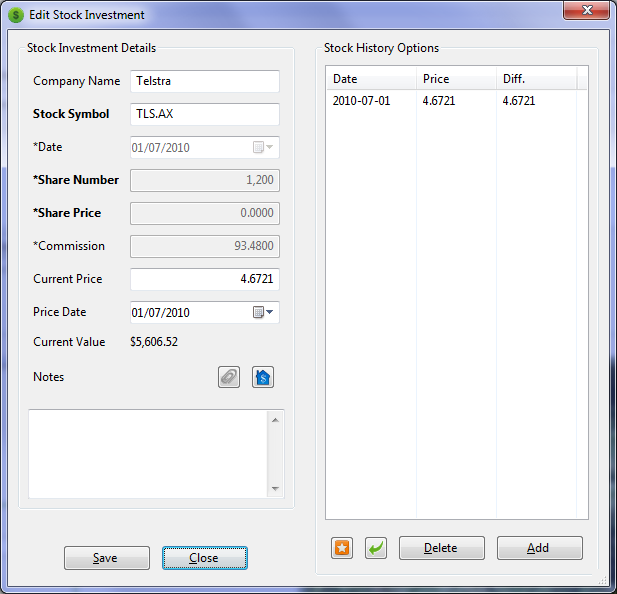 $ Edit Stock Investment
Stock Investment Details
Company Name Telstra
Stock Symbol TLS.AX
*Date 01/07/2010
*Share Number 1,200
*Share Price 0.0000
*Commission 93.4800
Current Price 4.6721
Price Date 01/07/2010
Current Value $5,606.52
Notes $
Save Close
Stock History Options
Date Price Diff.
2010-07-01 4.6721 4.6721
Delete Add